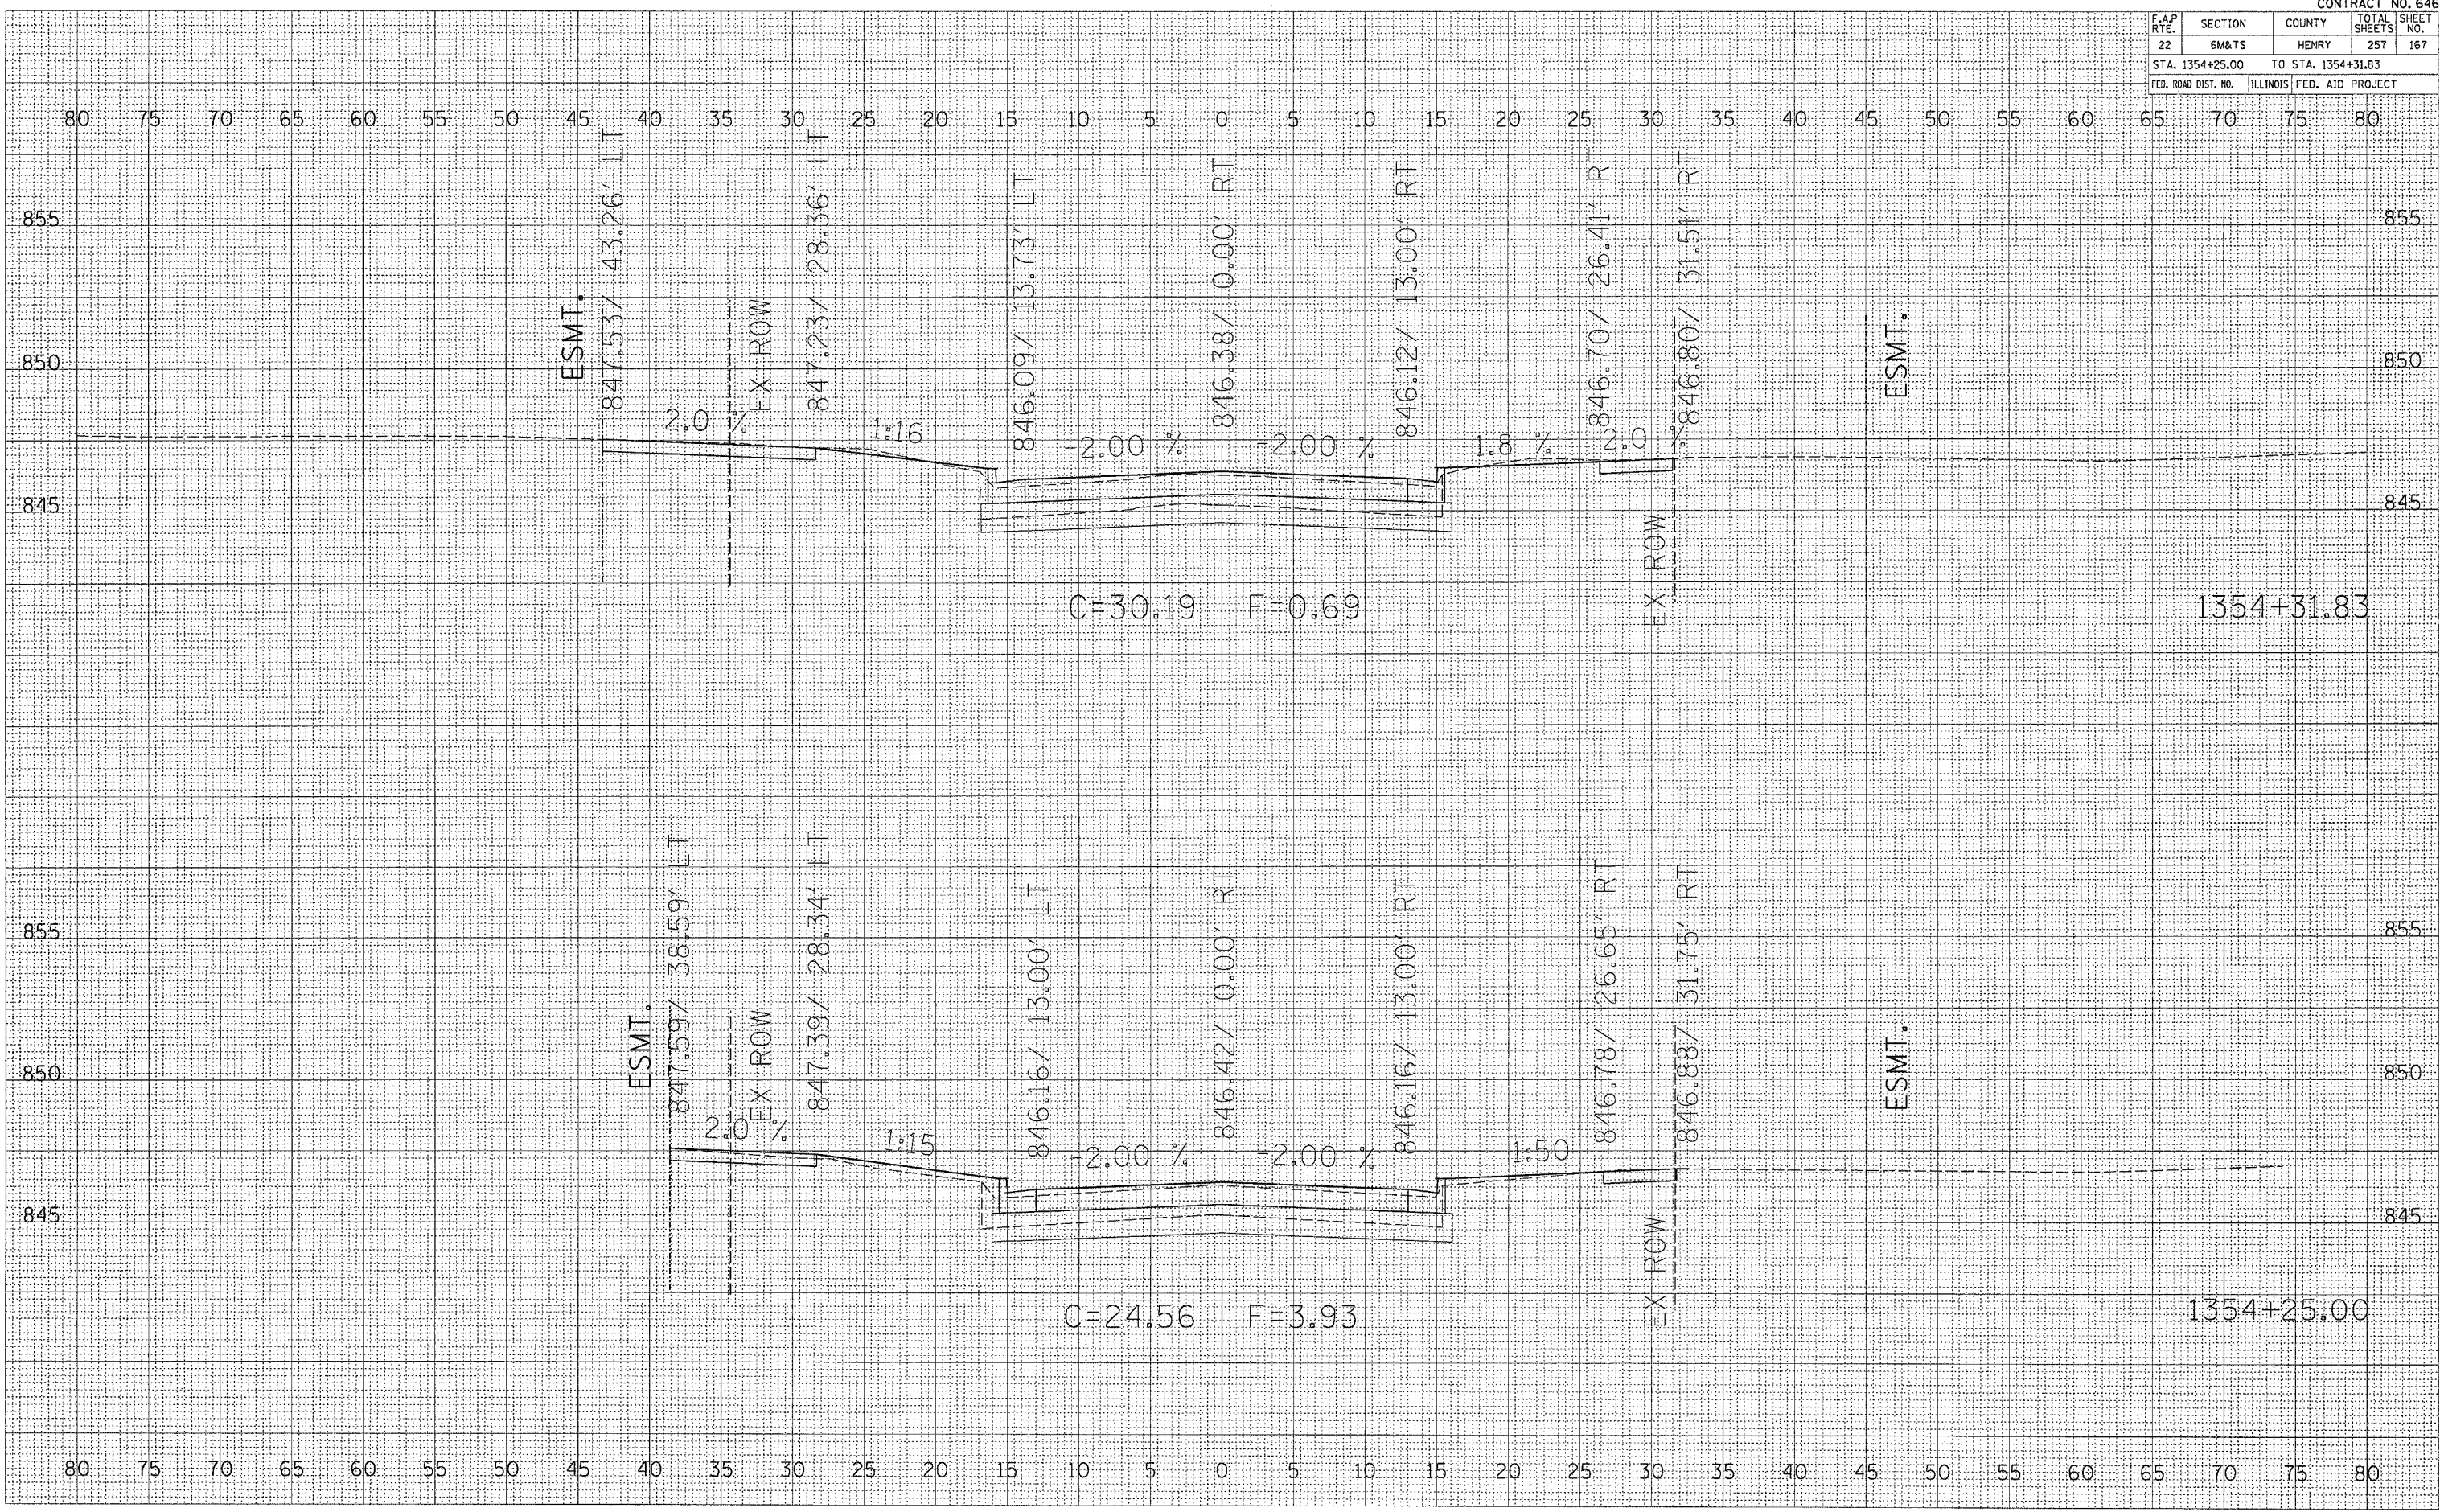 CONTRACT NO. 646
F.A.P RTE. SECTION COUNTY TOTAL SHEETS SHEET NO.
22 6M&TS HENRY 257 167
STA. 1354+25.00 TO STA. 1354+31.83
FED. ROAD DIST. NO. ILLINOIS FED. AID PROJECT
80 75 70 65 60 55 50 45 40 35 30 25 20 15 10 5 0 5 10 15 20 25 30 35 40 45 50 55 60 65 70 75 80
855 855
850 850
845 845
ESMT.
847.53/ 43.26' LT
EX ROW
847.23/ 28.36' LT
846.09/ 13.73' LT
846.38/ 0.00' RT
846.12/ 13.00' RT
846.70/ 26.41' R
846.80/ 31.51' RT
ESMT.
2.0 % 1:16 -2.00 % -2.00 % 1.8 % 2.0 %
EX ROW
C=30.19 F=0.69
1354+31.83
855 855
850 850
845 845
ESMT.
847.59/ 38.59' LT
EX ROW
847.39/ 28.34' LT
846.16/ 13.00' LT
846.42/ 0.00' RT
846.16/ 13.00' RT
846.78/ 26.65' RT
846.88/ 31.75' RT
ESMT.
2.0 % 1:15 -2.00 % -2.00 % 1:50
EX ROW
C=24.56 F=3.93
1354+25.00
80 75 70 65 60 55 50 45 40 35 30 25 20 15 10 5 0 5 10 15 20 25 30 35 40 45 50 55 60 65 70 75 80